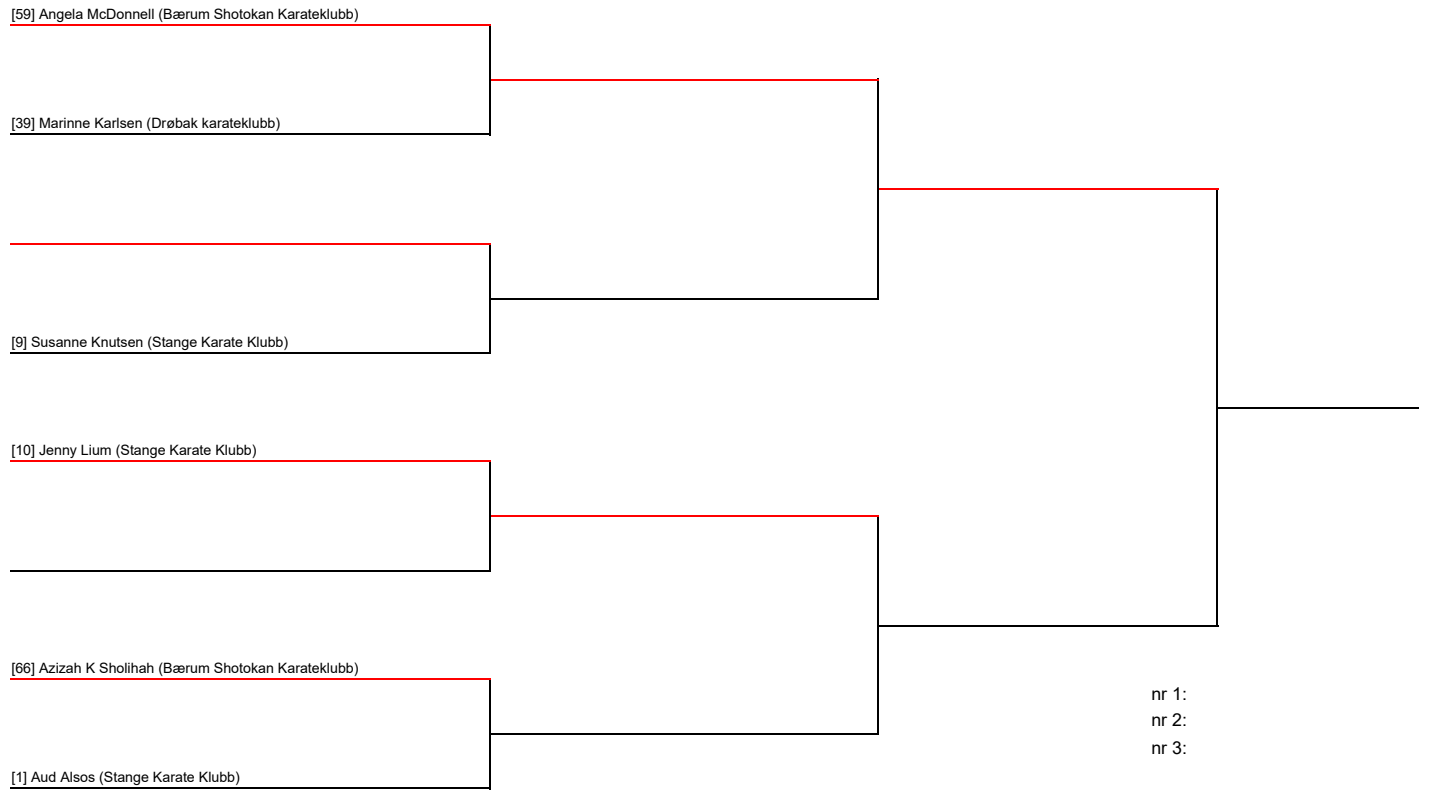 [59] Angela McDonnell (Bærum Shotokan Karateklubb)
[39] Marinne Karlsen (Drøbak karateklubb)
[9] Susanne Knutsen (Stange Karate Klubb)
[10] Jenny Lium (Stange Karate Klubb)
[66] Azizah K Sholihah (Bærum Shotokan Karateklubb)
[1] Aud Alsos (Stange Karate Klubb)
nr 1:
nr 2:
nr 3: